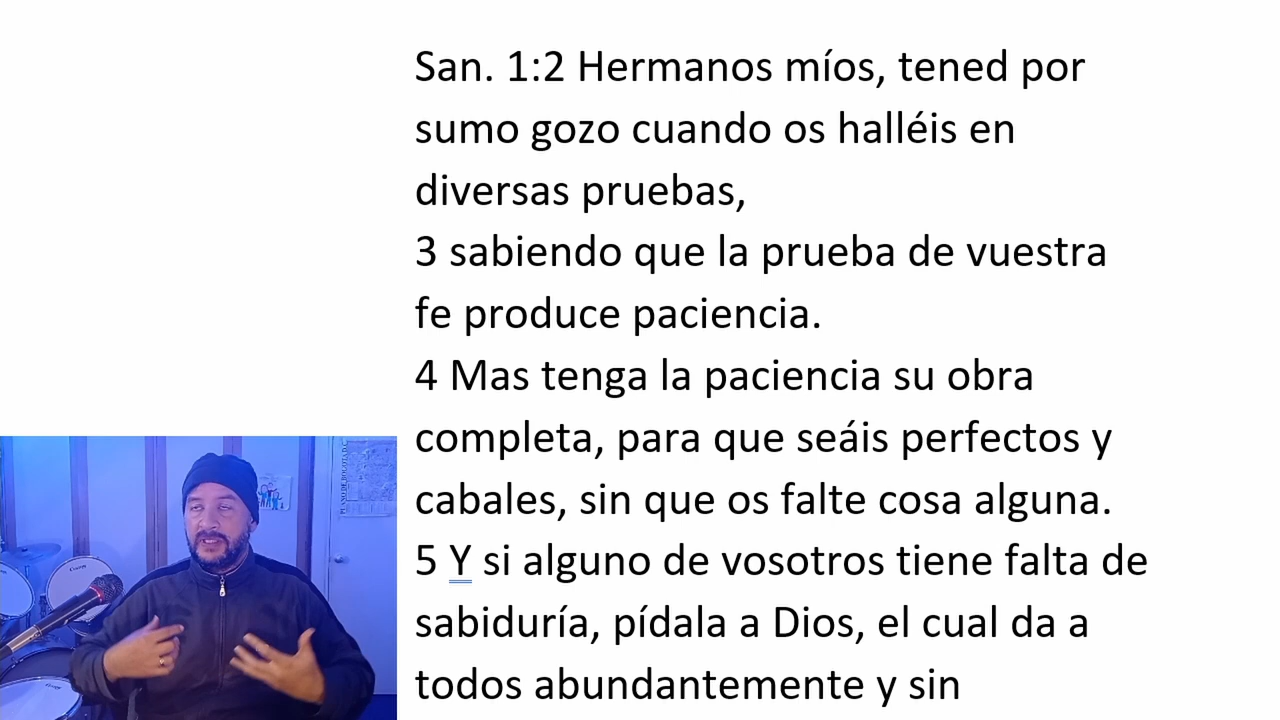 San. 1:2 Hermanos míos, tened por
sumo gozo cuando os halléis en
diversas pruebas,
3 sabiendo que la prueba de vuestra
fe produce paciencia.
4 Mas tenga la paciencia su obra
completa, para que seáis perfectos y
cabales, sin que os falte cosa alguna.
5 Y si alguno de vosotros tiene falta de
sabiduría, pídala a Dios, el cual da a
todos abundantemente y sin